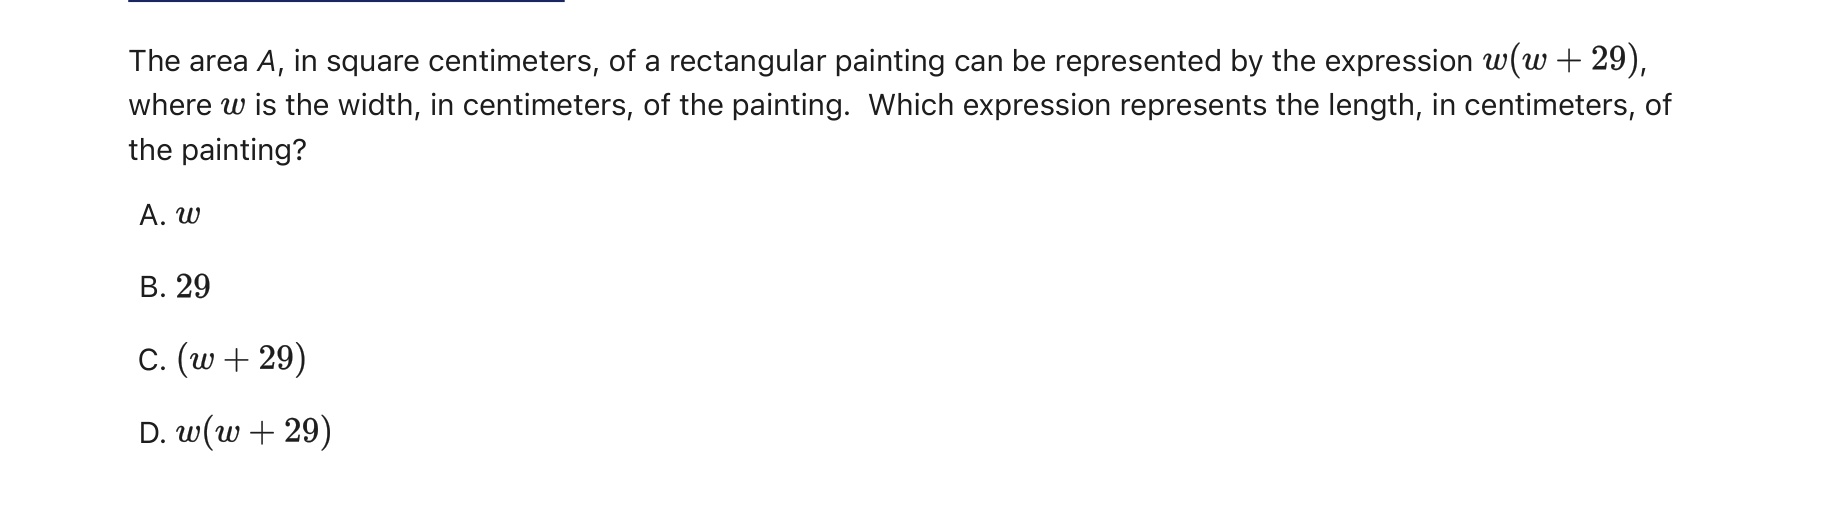 The area A, in square centimeters, of a rectangular painting can be represented by the expression w(w + 29),
where w is the width, in centimeters, of the painting.  Which expression represents the length, in centimeters, of
the painting?
A. w
B. 29
C. (w + 29)
D. w(w + 29)